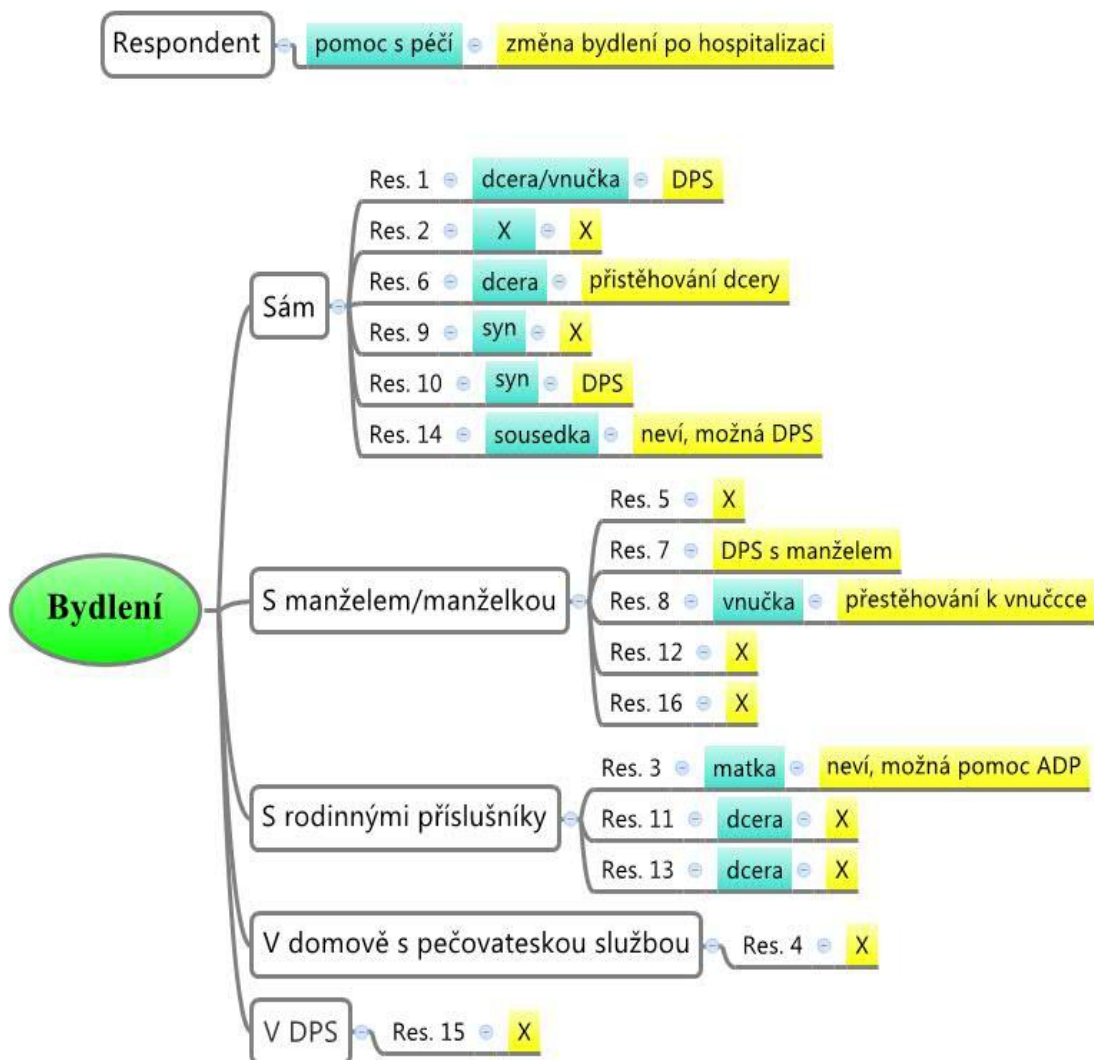 Respondent pomoc s péčí změna bydlení po hospitalizaci
Res. 1 dcera/vnučka DPS
Res. 2 X X
Res. 6 dcera přistěhování dcery
Sám
Res. 9 syn X
Res. 10 syn DPS
Res. 14 sousedka neví, možná DPS
Res. 5 X
Res. 7 DPS s manželem
Bydlení
S manželem/manželkou
Res. 8 vnučka přestěhování k vnučcce
Res. 12 X
Res. 16 X
Res. 3 matka neví, možná pomoc ADP
S rodinnými příslušníky
Res. 11 dcera X
Res. 13 dcera X
V domově s pečovateskou službou Res. 4 X
V DPS Res. 15 X